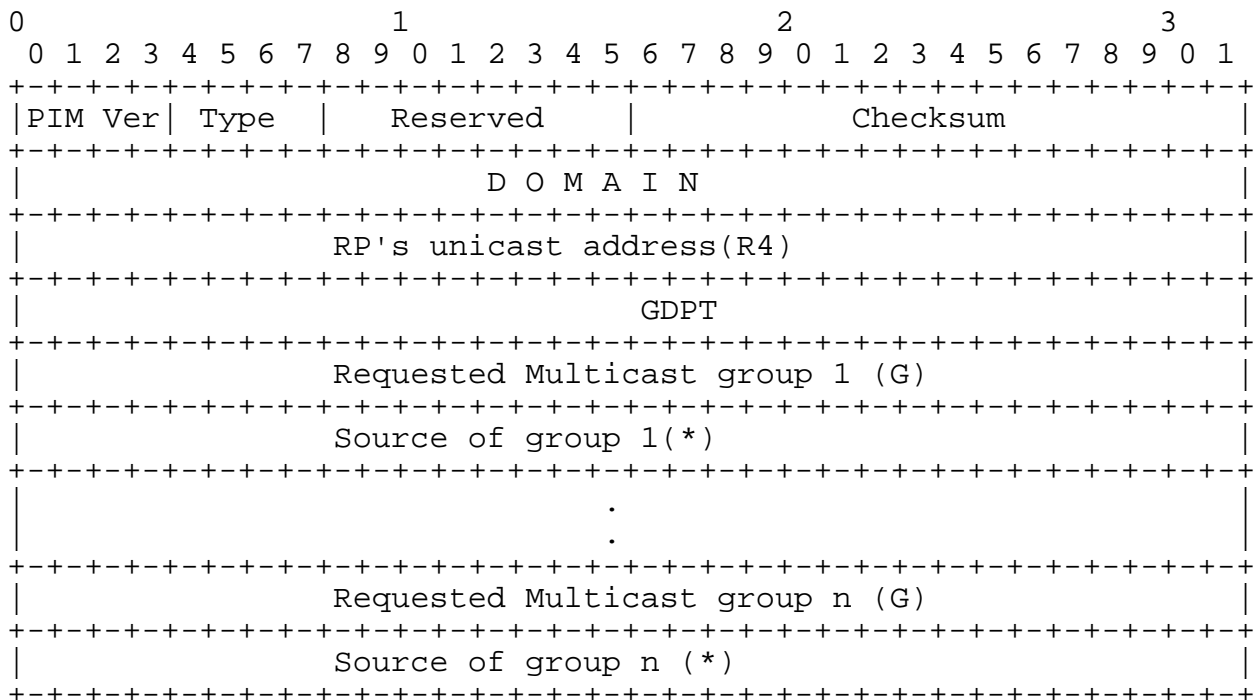 0                   1                   2                   3
 0 1 2 3 4 5 6 7 8 9 0 1 2 3 4 5 6 7 8 9 0 1 2 3 4 5 6 7 8 9 0 1
+-+-+-+-+-+-+-+-+-+-+-+-+-+-+-+-+-+-+-+-+-+-+-+-+-+-+-+-+-+-+-+-+
|PIM Ver| Type  |   Reserved    |           Checksum            |
+-+-+-+-+-+-+-+-+-+-+-+-+-+-+-+-+-+-+-+-+-+-+-+-+-+-+-+-+-+-+-+-+
|                        D O M A I N                            |
+-+-+-+-+-+-+-+-+-+-+-+-+-+-+-+-+-+-+-+-+-+-+-+-+-+-+-+-+-+-+-+-+
|                RP's unicast address(R4)                       |
+-+-+-+-+-+-+-+-+-+-+-+-+-+-+-+-+-+-+-+-+-+-+-+-+-+-+-+-+-+-+-+-+
|                                GDPT                           |
+-+-+-+-+-+-+-+-+-+-+-+-+-+-+-+-+-+-+-+-+-+-+-+-+-+-+-+-+-+-+-+-+
|                Requested Multicast group 1 (G)                |
+-+-+-+-+-+-+-+-+-+-+-+-+-+-+-+-+-+-+-+-+-+-+-+-+-+-+-+-+-+-+-+-+
|                Source of group 1(*)                           |
+-+-+-+-+-+-+-+-+-+-+-+-+-+-+-+-+-+-+-+-+-+-+-+-+-+-+-+-+-+-+-+-+
|                              .                                |
|                              .                                |
+-+-+-+-+-+-+-+-+-+-+-+-+-+-+-+-+-+-+-+-+-+-+-+-+-+-+-+-+-+-+-+-+
|                Requested Multicast group n (G)                |
+-+-+-+-+-+-+-+-+-+-+-+-+-+-+-+-+-+-+-+-+-+-+-+-+-+-+-+-+-+-+-+-+
|                Source of group n (*)                          |
+-+-+-+-+-+-+-+-+-+-+-+-+-+-+-+-+-+-+-+-+-+-+-+-+-+-+-+-+-+-+-+-+